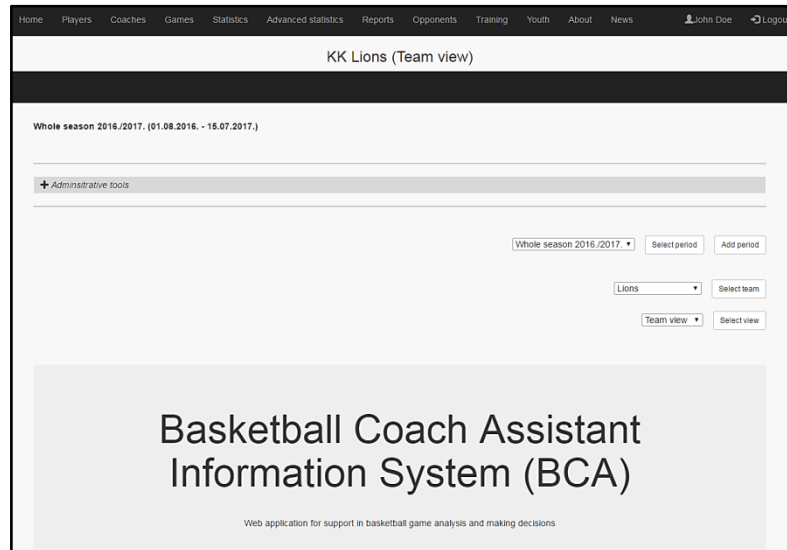 Home Players Coaches Games Statistics Advanced statistics Reports Opponents Training Youth About News John Doe Logou
KK Lions (Team view)
Whole season 2016./2017. (01.08.2016. - 15.07.2017.)
Adminsitrative tools
Whole season 2016./2017. Select period Add period
Lions Select team
Team view Select view
Basketball Coach Assistant
Information System (BCA)
Web application for support in basketball game analysis and making decisions